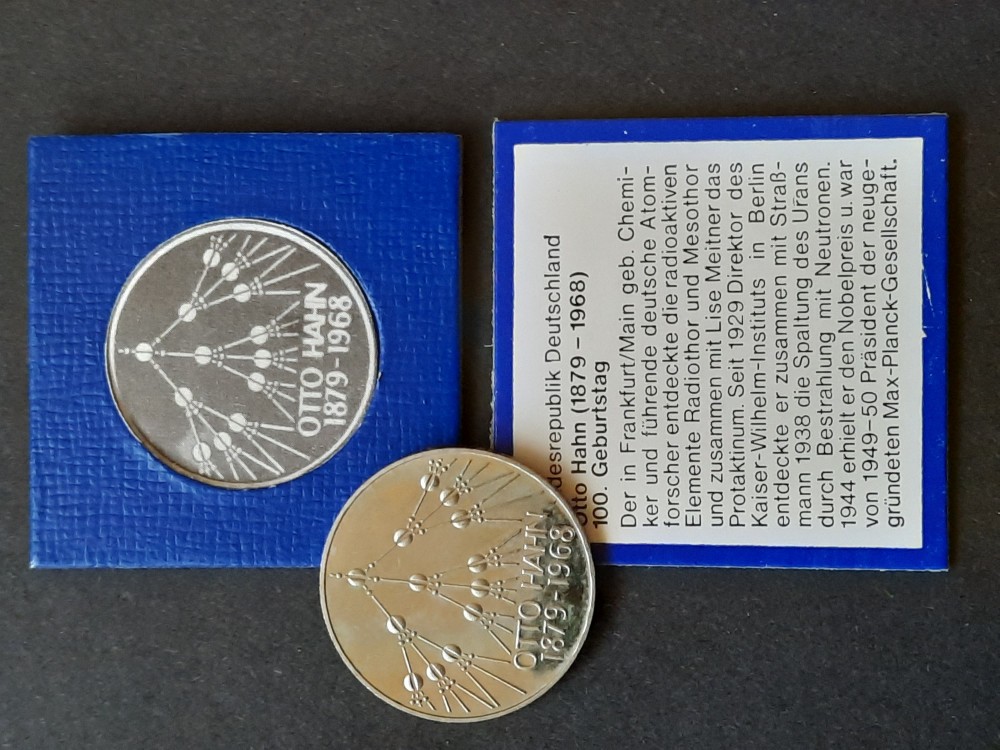 OTTO HAHN
1879-1968
OTTO HAHN
1879-1968
desrepublik Deutschland
Otto Hahn (1879 – 1968)
100. Geburtstag
Der in Frankfurt/Main geb. Chemi-
ker und führende deutsche Atom-
forscher entdeckte die radioaktiven
Elemente Radiothor und Mesothor
und zusammen mit Lise Meitner das
Protaktinum. Seit 1929 Direktor des
Kaiser-Wilhelm-Instituts in Berlin
entdeckte er zusammen mit Straß-
mann 1938 die Spaltung des Urans
durch Bestrahlung mit Neutronen.
1944 erhielt er den Nobelpreis u. war
von 1949–50 Präsident der neuge-
gründeten Max-Planck-Gesellschaft.